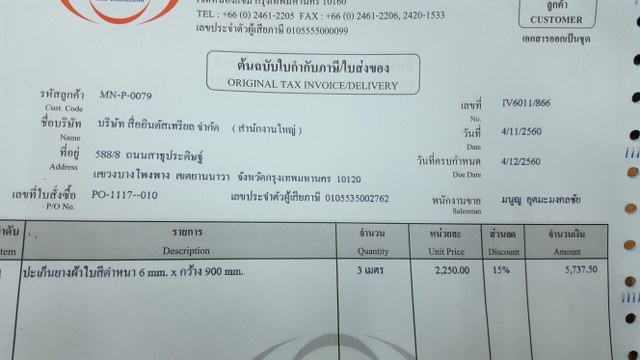 กรุงเทพมหานคร 10160
TEL : +66 (0) 2461-2205 FAX : +66 (0) 2461-2206, 2420-1533
เลขประจำตัวผู้เสียภาษี 0105555000099
ลูกค้า
CUSTOMER
เอกสารออกเป็นชุด
ต้นฉบับใบกำกับภาษี/ใบส่งของ
ORIGINAL TAX INVOICE/DELIVERY
รหัสลูกค้า MN-P-0079
Cust. Code
เลขที่ IV6011/866
No.
ชื่อบริษัท บริษัท สื่ออินดัสเทรียล จำกัด ( สำนักงานใหญ่ )
Name
วันที่ 4/11/2560
Date
ที่อยู่ 588/8 ถนนสาธุประดิษฐ์
Address
วันที่ครบกำหนด 4/12/2560
Due Date
แขวงบางโพงพาง เขตยานนาวา จังหวัดกรุงเทพมหานคร 10120
เลขที่ใบสั่งซื้อ PO-1117--010 เลขประจำตัวผู้เสียภาษี 0105535002762
P/O No.
พนักงานขาย มนูญ ยุตมะมงคลชัย
Salesman
รายการ จำนวน หน่วยละ ส่วนลด จำนวนเงิน
Description Quantity Unit Price Discount Amount
ปะเก็นยางผ้าใบสีดำหนา 6 mm. x กว้าง 900 mm. 3 เมตร 2,250.00 15% 5,737.50